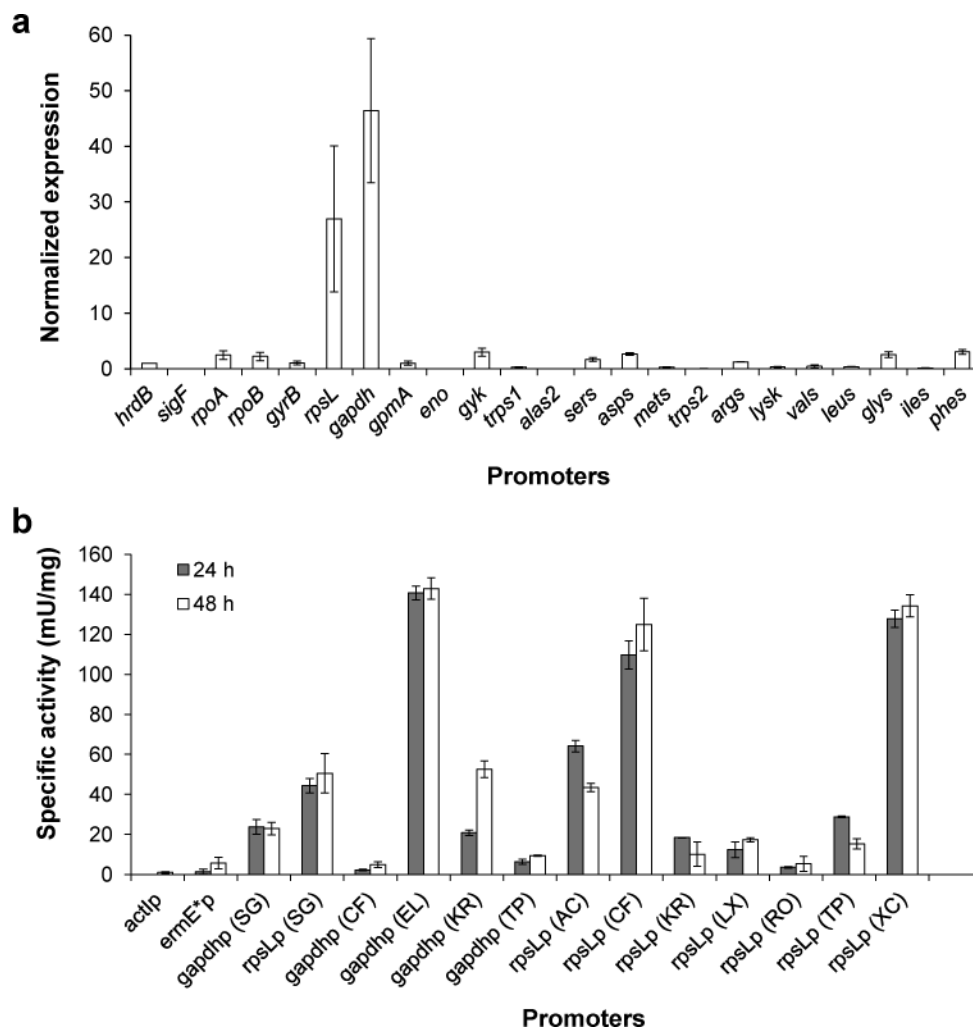 a
Normalized expression
60
50
40
30
20
10
0
hrdB
sigF
rpoA
rpoB
gyrB
rpsL
gapdh
gpmA
eno
gyk
trps1
alas2
sers
asps
mets
trps2
args
lysk
vals
leus
glys
iles
phes
Promoters
b
Specific activity (mU/mg)
160
140
120
100
80
60
40
20
0
24 h
48 h
actIp
ermE*p
gapdhp (SG)
rpsLp (SG)
gapdhp (CF)
gapdhp (EL)
gapdhp (KR)
gapdhp (TP)
rpsLp (AC)
rpsLp (CF)
rpsLp (KR)
rpsLp (LX)
rpsLp (RO)
rpsLp (TP)
rpsLp (XC)
Promoters